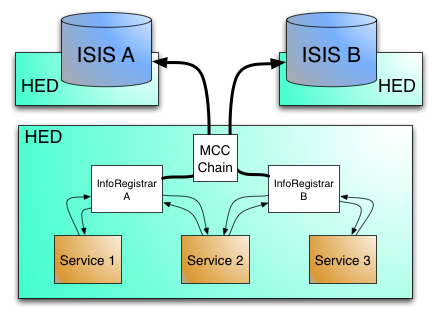 ISIS A
ISIS B
HED
HED
HED
MCC
Chain
InfoRegistrar
A
InfoRegistrar
B
Service 1
Service 2
Service 3